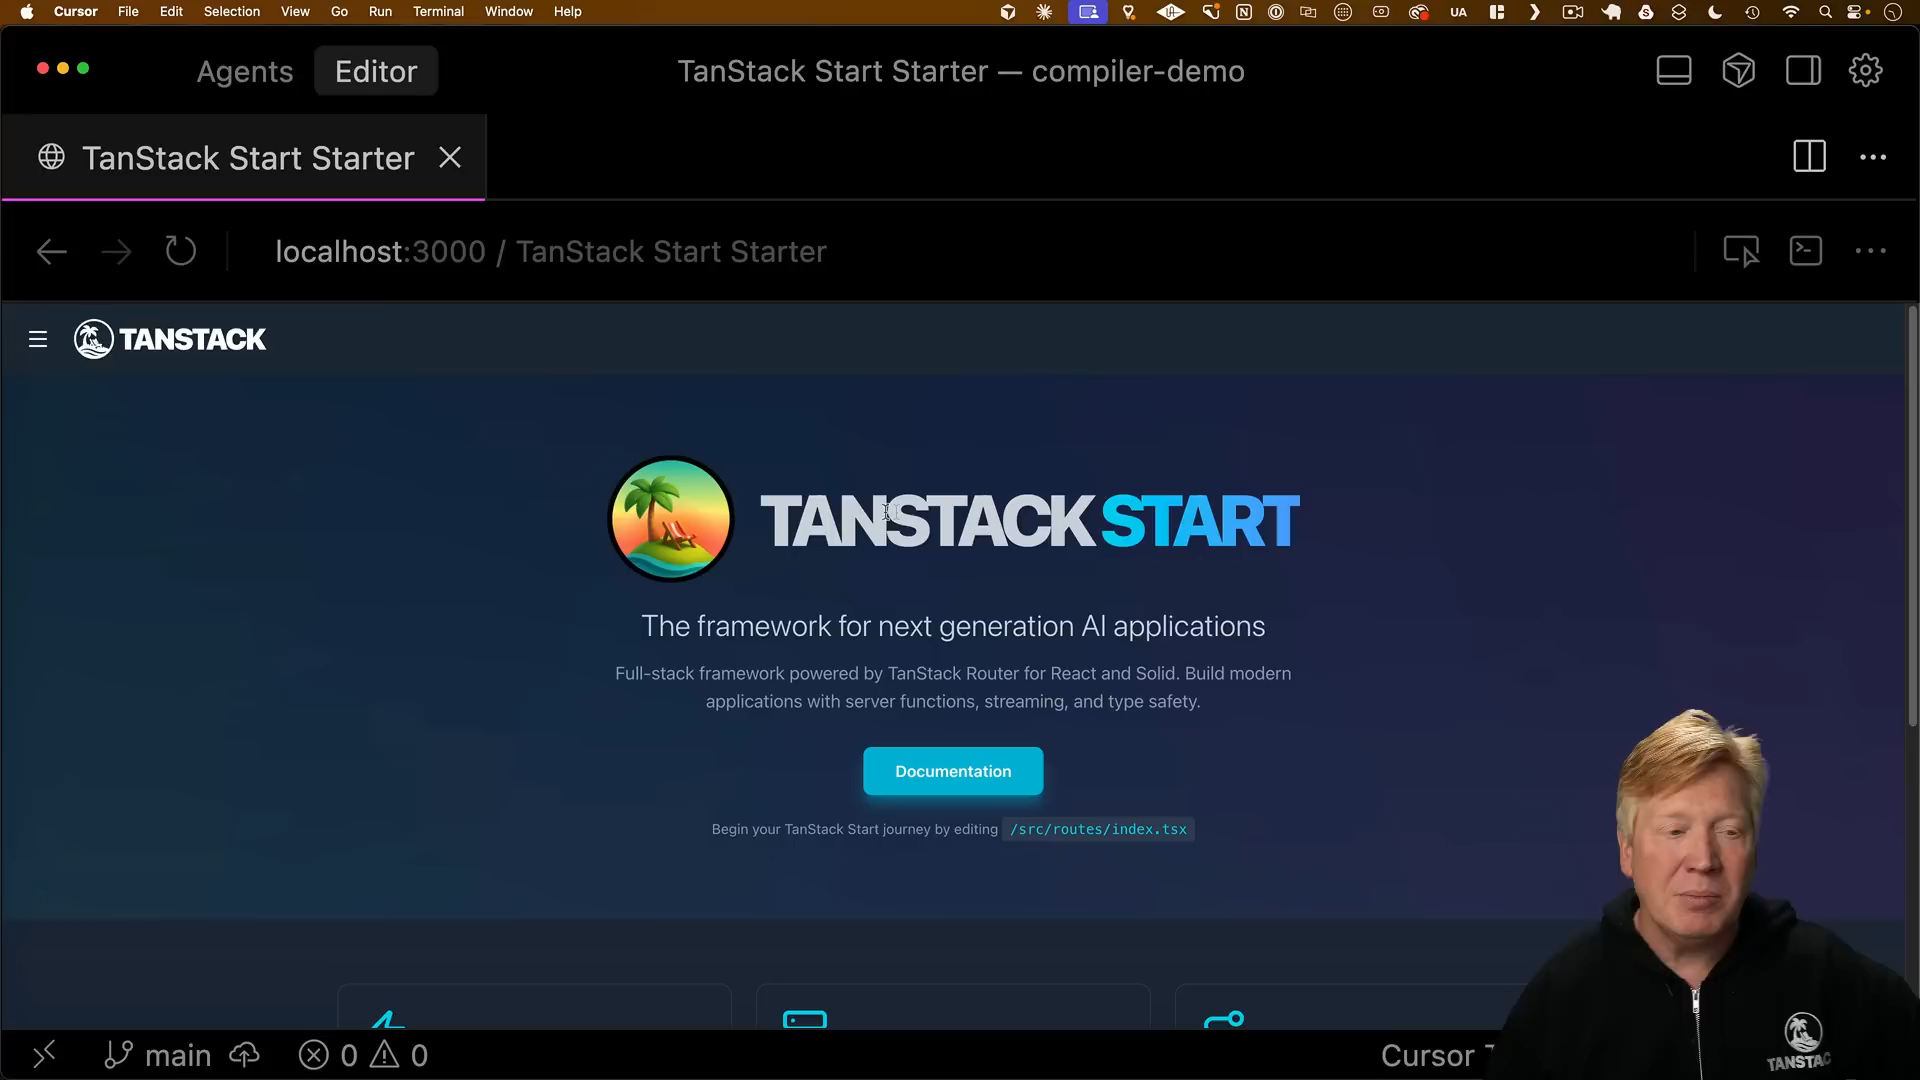 Cursor File Edit Selection View Go Run Terminal Window Help
UA
Agents Editor
TanStack Start Starter — compiler-demo
TanStack Start Starter
localhost:3000 / TanStack Start Starter
TANSTACK
TANSTACK START
The framework for next generation AI applications
Full-stack framework powered by TanStack Router for React and Solid. Build modern
applications with server functions, streaming, and type safety.
Documentation
Begin your TanStack Start journey by editing /src/routes/index.tsx
main 0 0
Cursor
TANSTAC